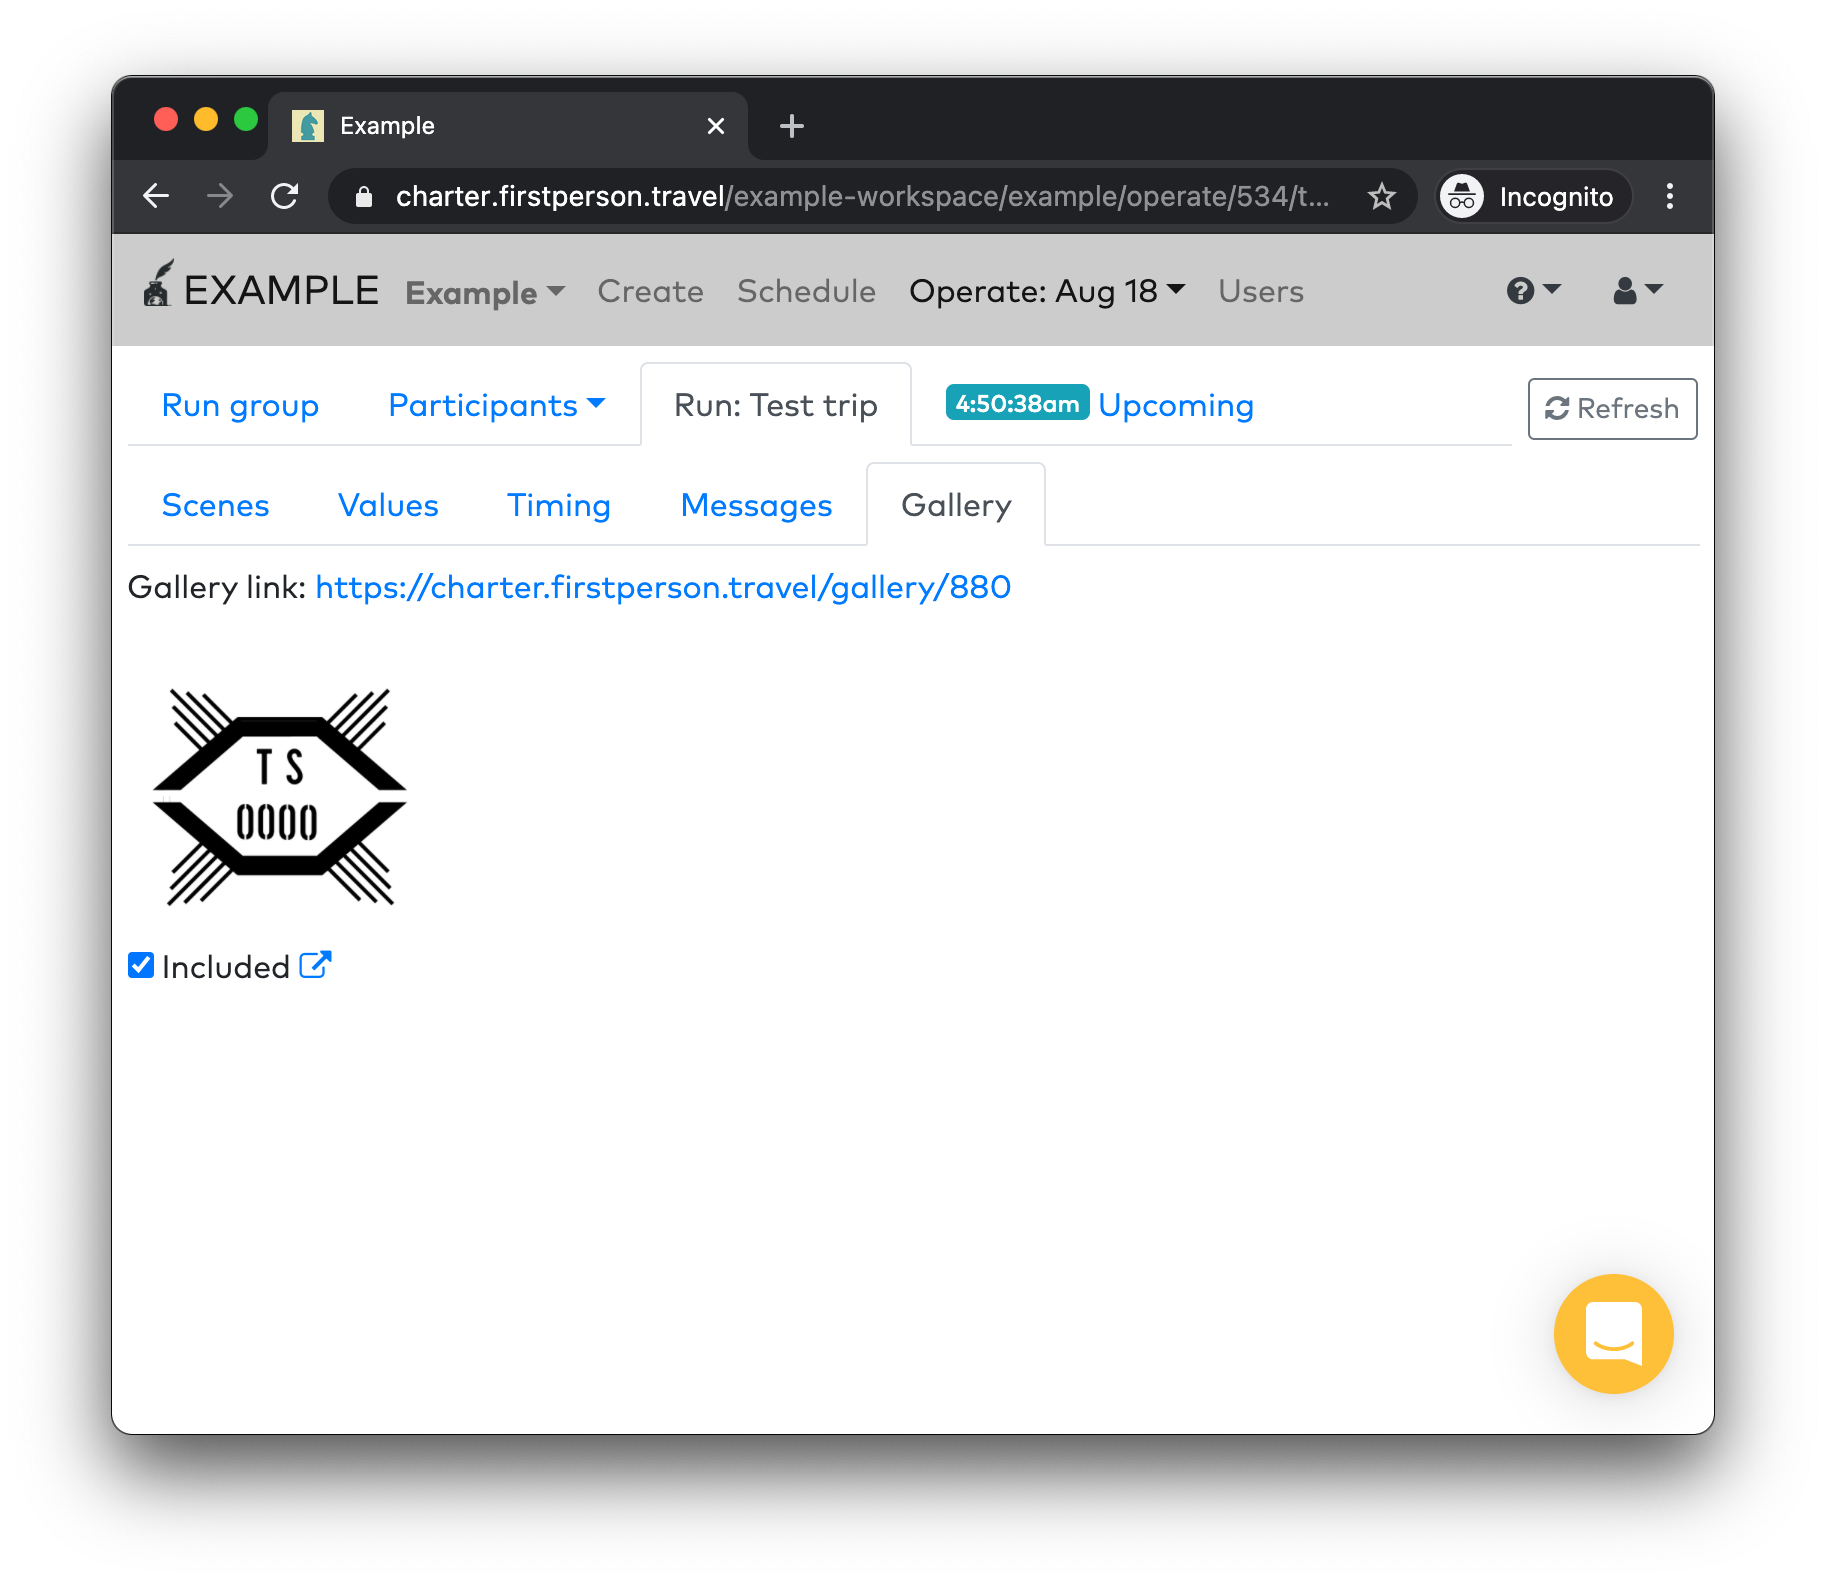 Example
charter.firstperson.travel/example-workspace/example/operate/534/t...
Incognito
EXAMPLE Example Create Schedule Operate: Aug 18 Users
Run group Participants Run: Test trip 4:50:38am Upcoming Refresh
Scenes Values Timing Messages Gallery
Gallery link: https://charter.firstperson.travel/gallery/880
T S
0000
Included